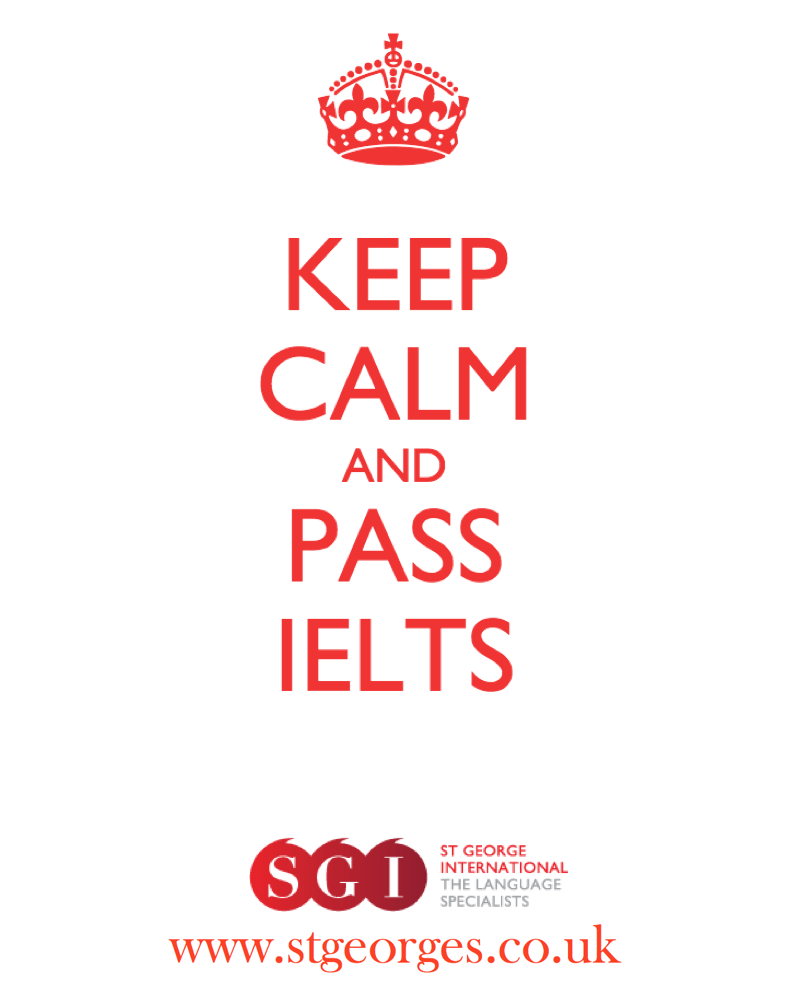 KEEP
CALM
AND
PASS
IELTS
SGI
ST GEORGE
INTERNATIONAL
THE LANGUAGE
SPECIALISTS
www.stgeorges.co.uk